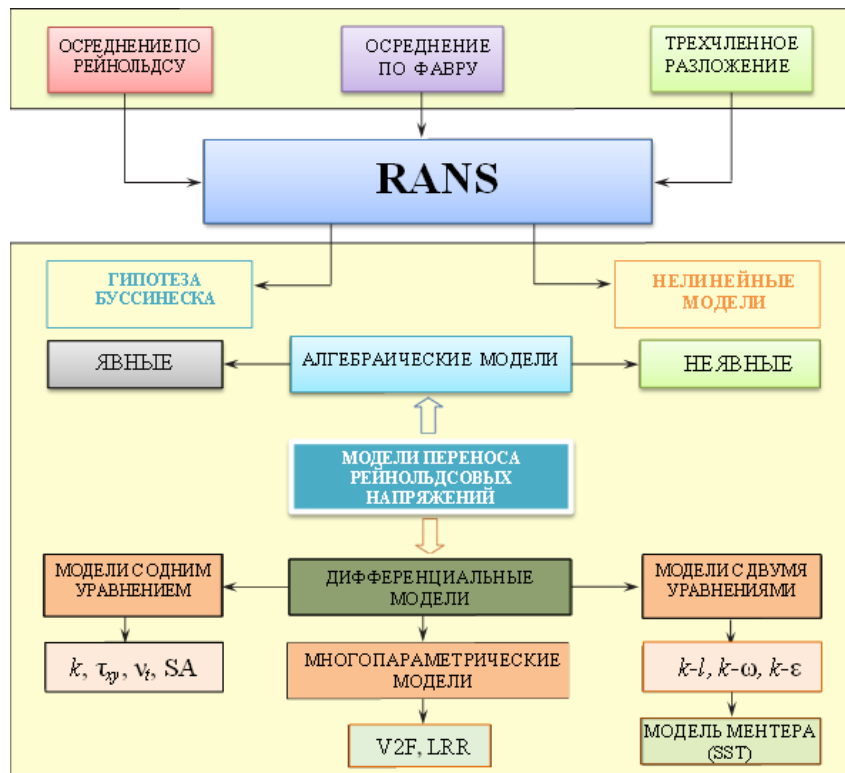 ОСРЕДНЕНИЕ ПО
РЕЙНОЛЬДСУ
ОСРЕДНЕНИЕ
ПО ФАВРУ
ТРЕХЧЛЕННОЕ
РАЗЛОЖЕНИЕ
RANS
ГИПОТЕЗА
БУССИНЕСКА
НЕЛИНЕЙНЫЕ
МОДЕЛИ
ЯВНЫЕ
АЛГЕБРАИЧЕСКИЕ МОДЕЛИ
НЕЯВНЫЕ
МОДЕЛИ ПЕРЕНОСА
РЕЙНОЛЬДСОВЫХ
НАПРЯЖЕНИЙ
МОДЕЛИ С ОДНИМ
УРАВНЕНИЕМ
ДИФФЕРЕНЦИАЛЬНЫЕ
МОДЕЛИ
МОДЕЛИ С ДВУМЯ
УРАВНЕНИЯМИ
k, τxy, νt, SA
МНОГОПАРАМЕТРИЧЕСКИЕ
МОДЕЛИ
k-l, k-ω, k-ε
V2F, LRR
МОДЕЛЬ МЕНТЕРА
(SST)